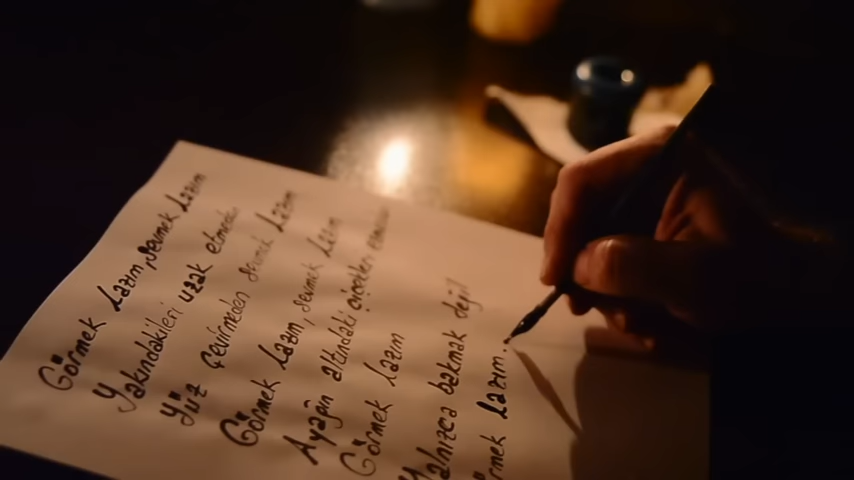 Görmek Lazım, sevmek Lazım
Yakındakileri uzak etmeden
Yüz çevirmeden sevmek Lazım
Görmek Lazım, sevmek Lazım
Ayağın altındaki çiçekleri
Görmek Lazım
Yalnızca bakmak değil
Görmek Lazım.